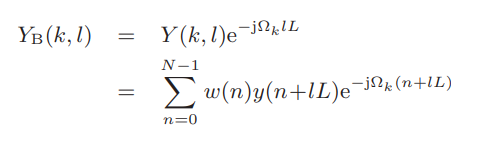 Y_B(k, l) = Y(k, l)e^{−jΩ_k lL}
= \sum_{n=0}^{N−1} w(n)y(n+lL)e^{−jΩ_k(n+lL)}